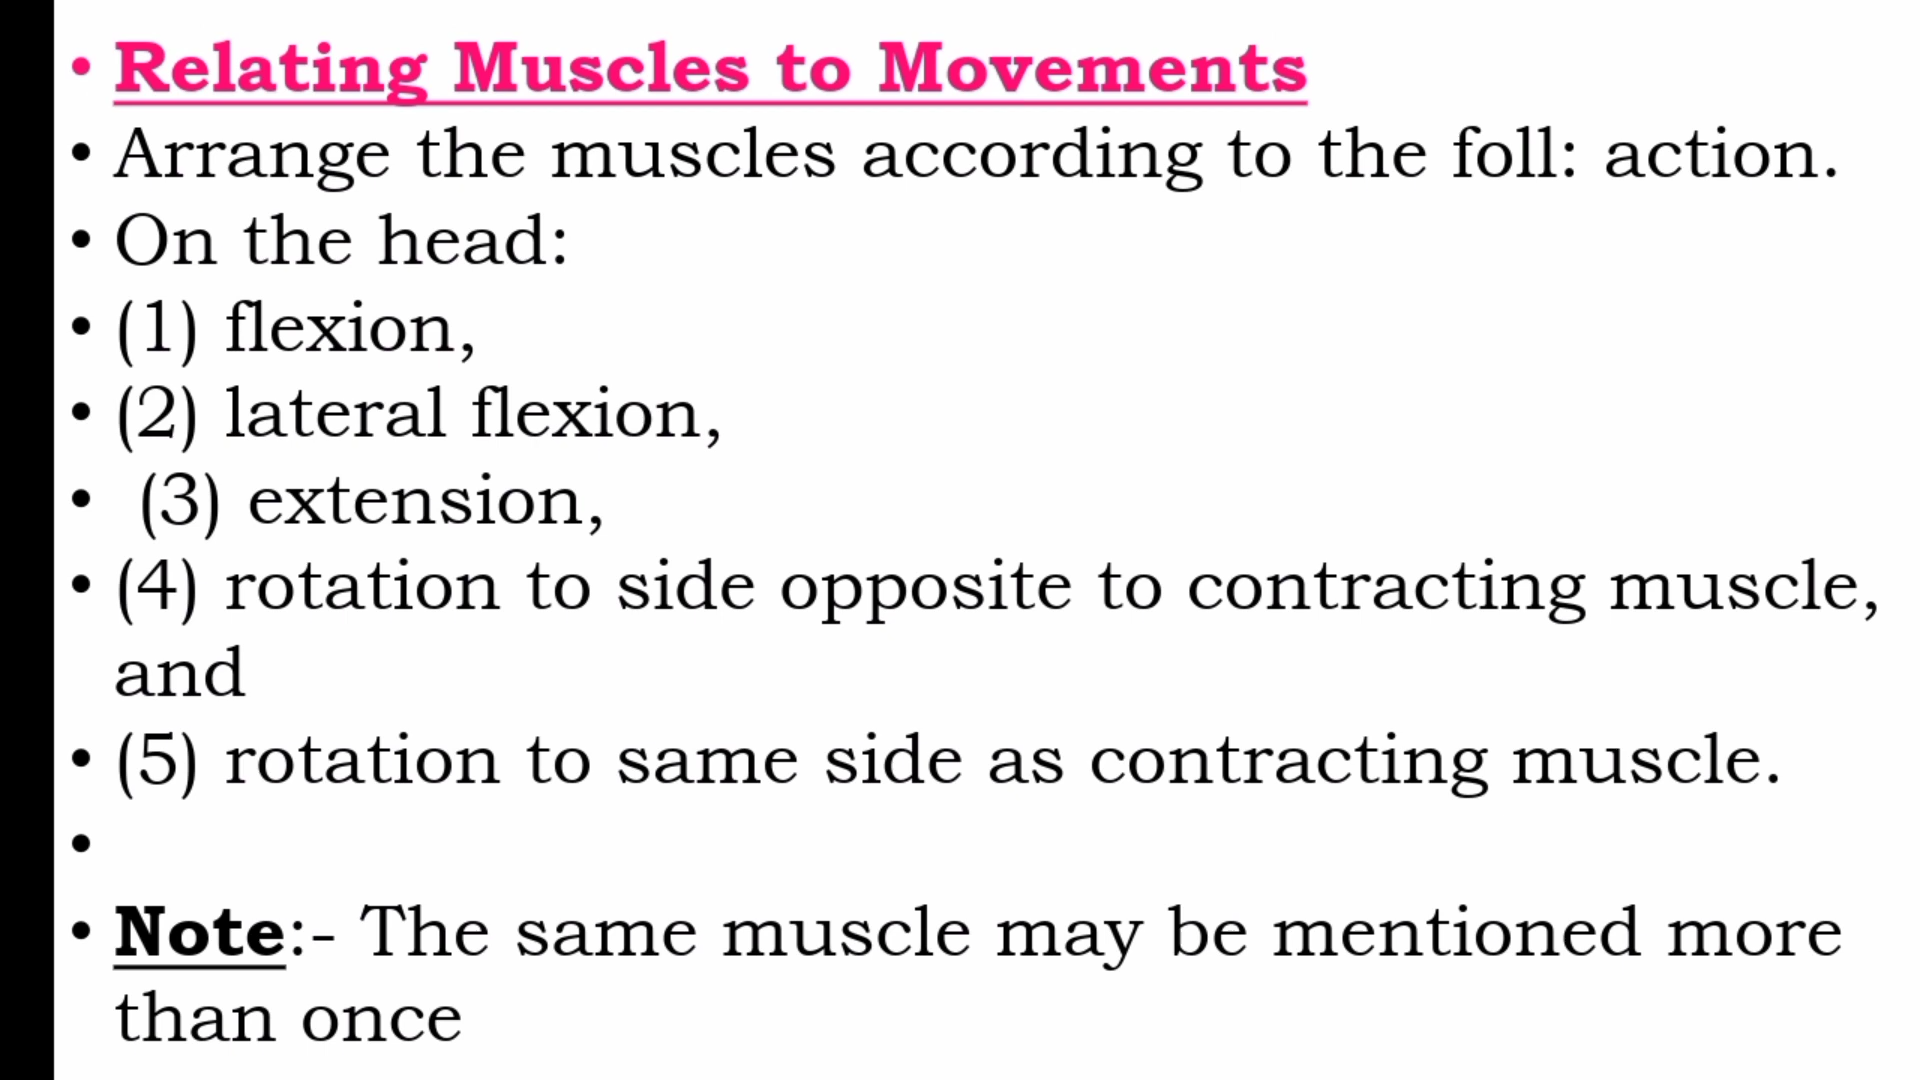 • Relating Muscles to Movements
• Arrange the muscles according to the foll: action.
• On the head:
• (1) flexion,
• (2) lateral flexion,
• (3) extension,
• (4) rotation to side opposite to contracting muscle,
and
• (5) rotation to same side as contracting muscle.
•
• Note:- The same muscle may be mentioned more
than once